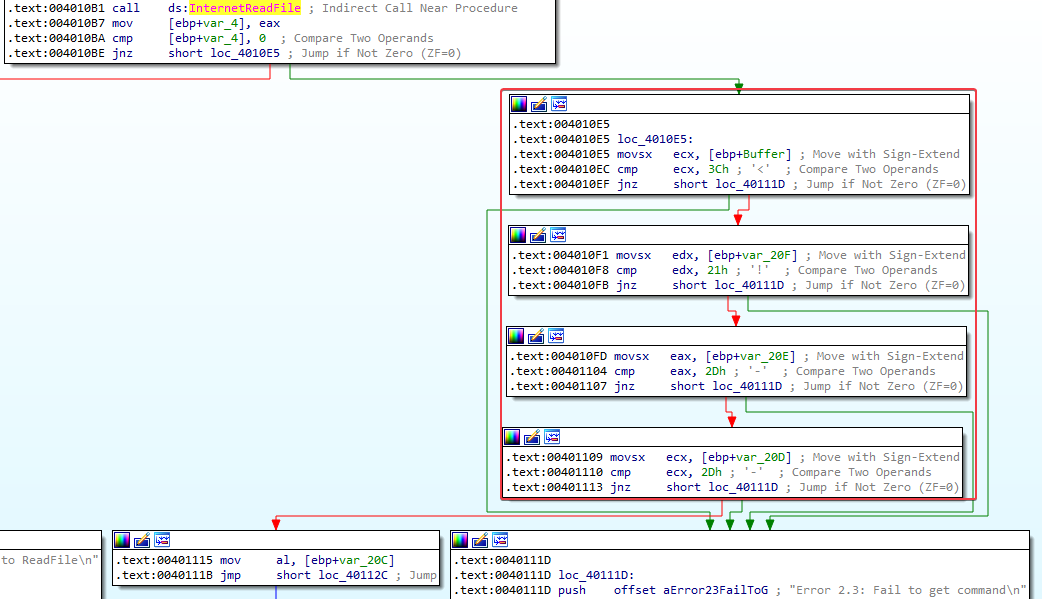 .text:004010B1 call ds:InternetReadFile ; Indirect Call Near Procedure
.text:004010B7 mov [ebp+var_4], eax
.text:004010BA cmp [ebp+var_4], 0 ; Compare Two Operands
.text:004010BE jnz short loc_4010E5 ; Jump if Not Zero (ZF=0)
.text:004010E5
.text:004010E5 loc_4010E5:
.text:004010E5 movsx ecx, [ebp+Buffer] ; Move with Sign-Extend
.text:004010EC cmp ecx, 3Ch ; '<' ; Compare Two Operands
.text:004010EF jnz short loc_40111D ; Jump if Not Zero (ZF=0)
.text:004010F1 movsx edx, [ebp+var_20F] ; Move with Sign-Extend
.text:004010F8 cmp edx, 21h ; '!' ; Compare Two Operands
.text:004010FB jnz short loc_40111D ; Jump if Not Zero (ZF=0)
.text:004010FD movsx eax, [ebp+var_20E] ; Move with Sign-Extend
.text:00401104 cmp eax, 2Dh ; '-' ; Compare Two Operands
.text:00401107 jnz short loc_40111D ; Jump if Not Zero (ZF=0)
.text:00401109 movsx ecx, [ebp+var_20D] ; Move with Sign-Extend
.text:00401110 cmp ecx, 2Dh ; '-' ; Compare Two Operands
.text:00401113 jnz short loc_40111D ; Jump if Not Zero (ZF=0)
to ReadFile\n"
.text:00401115 mov al, [ebp+var_20C]
.text:0040111B jmp short loc_40112C ; Jump
.text:0040111D
.text:0040111D loc_40111D:
.text:0040111D push offset aError23FailToG ; "Error 2.3: Fail to get command\n"